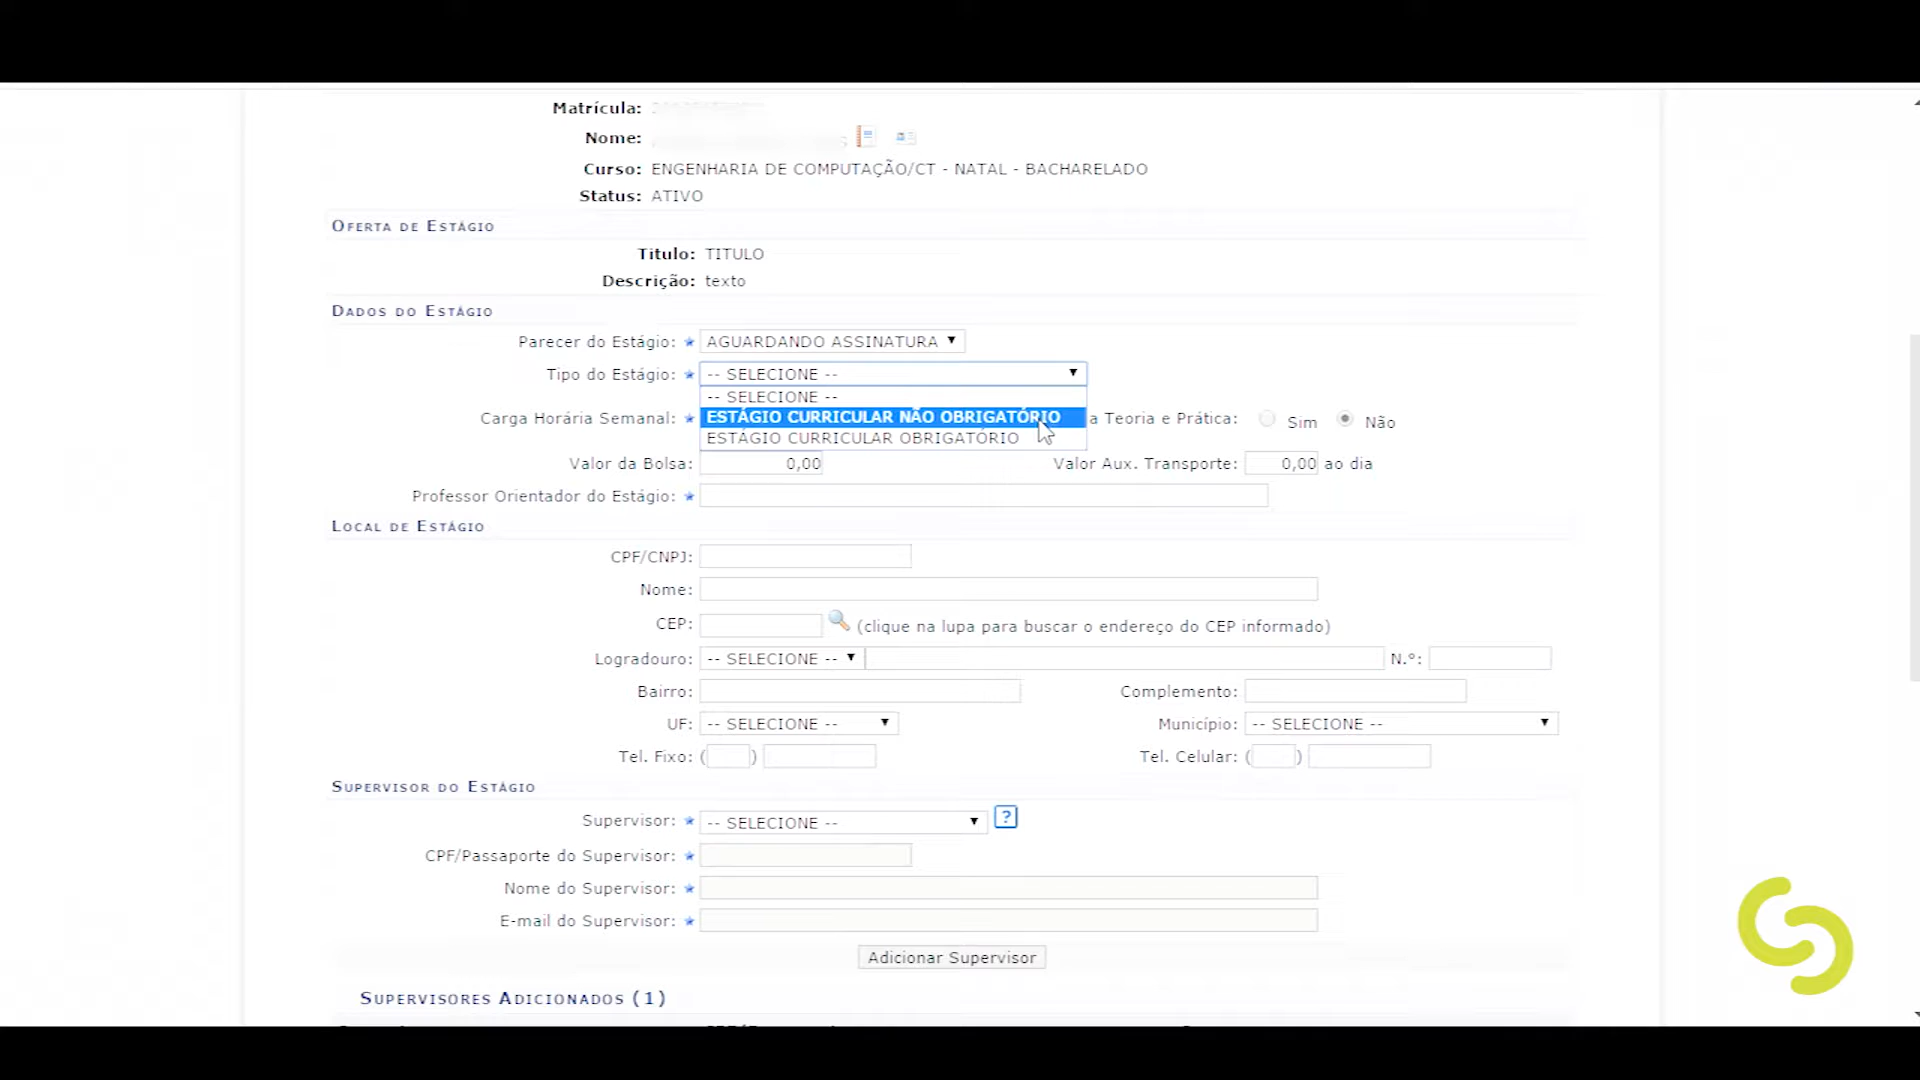 Matrícula:
Nome:
Curso: ENGENHARIA DE COMPUTAÇÃO/CT - NATAL - BACHARELADO
Status: ATIVO
OFERTA DE ESTÁGIO
Titulo: TITULO
Descrição: texto
DADOS DO ESTÁGIO
Parecer do Estágio: AGUARDANDO ASSINATURA
Tipo do Estágio: -- SELECIONE --
-- SELECIONE --
ESTÁGIO CURRICULAR NÃO OBRIGATÓRIO
ESTÁGIO CURRICULAR OBRIGATÓRIO
Carga Horária Semanal: a Teoria e Prática: Sim Não
Valor da Bolsa: 0,00 Valor Aux. Transporte: 0,00 ao dia
Professor Orientador do Estágio:
LOCAL DE ESTÁGIO
CPF/CNPJ:
Nome:
CEP: (clique na lupa para buscar o endereço do CEP informado)
Logradouro: -- SELECIONE -- N.°:
Bairro: Complemento:
UF: -- SELECIONE -- Município: -- SELECIONE --
Tel. Fixo: ( ) Tel. Celular: ( )
SUPERVISOR DO ESTÁGIO
Supervisor: -- SELECIONE -- ?
CPF/Passaporte do Supervisor:
Nome do Supervisor:
E-mail do Supervisor:
Adicionar Supervisor
SUPERVISORES ADICIONADOS (1)